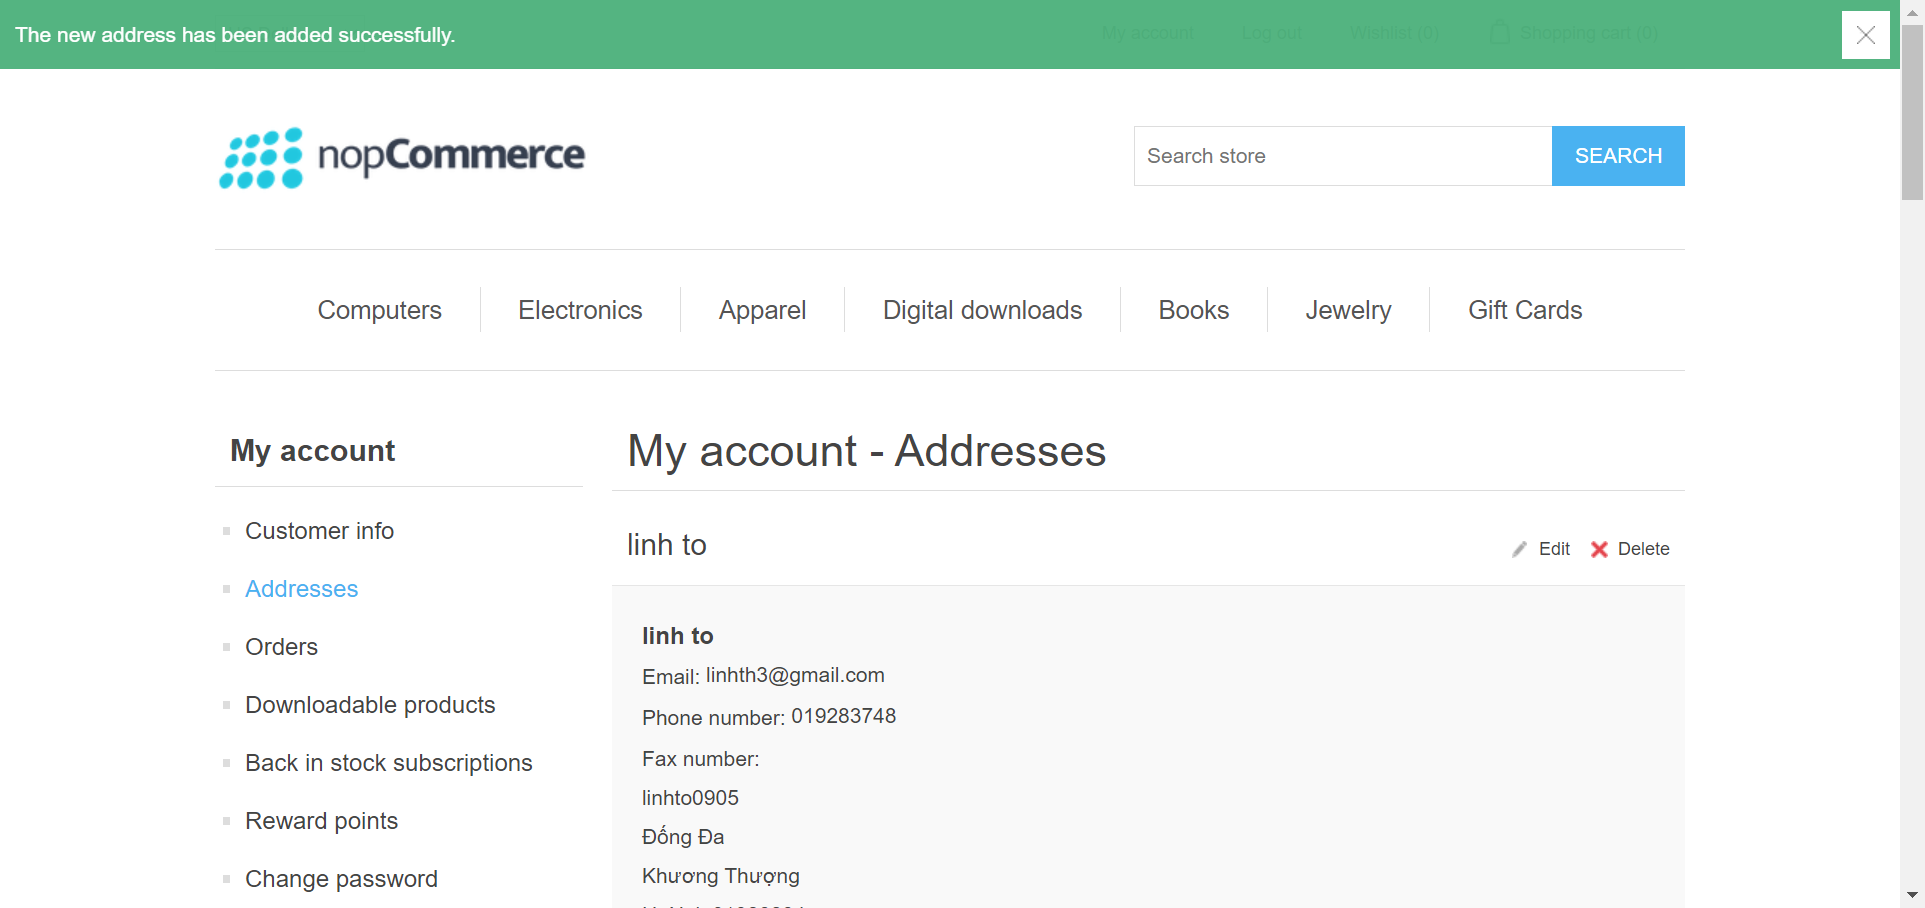 The new address has been added successfully.
My account
Log out
Wishlist (0)
Shopping cart (0)
nopCommerce
Search store
SEARCH
Computers
Electronics
Apparel
Digital downloads
Books
Jewelry
Gift Cards
My account
Customer info
Addresses
Orders
Downloadable products
Back in stock subscriptions
Reward points
Change password
My account - Addresses
linh to
Edit
Delete
linh to
Email: linhth3@gmail.com
Phone number: 019283748
Fax number:
linhto0905
Đống Đa
Khương Thượng